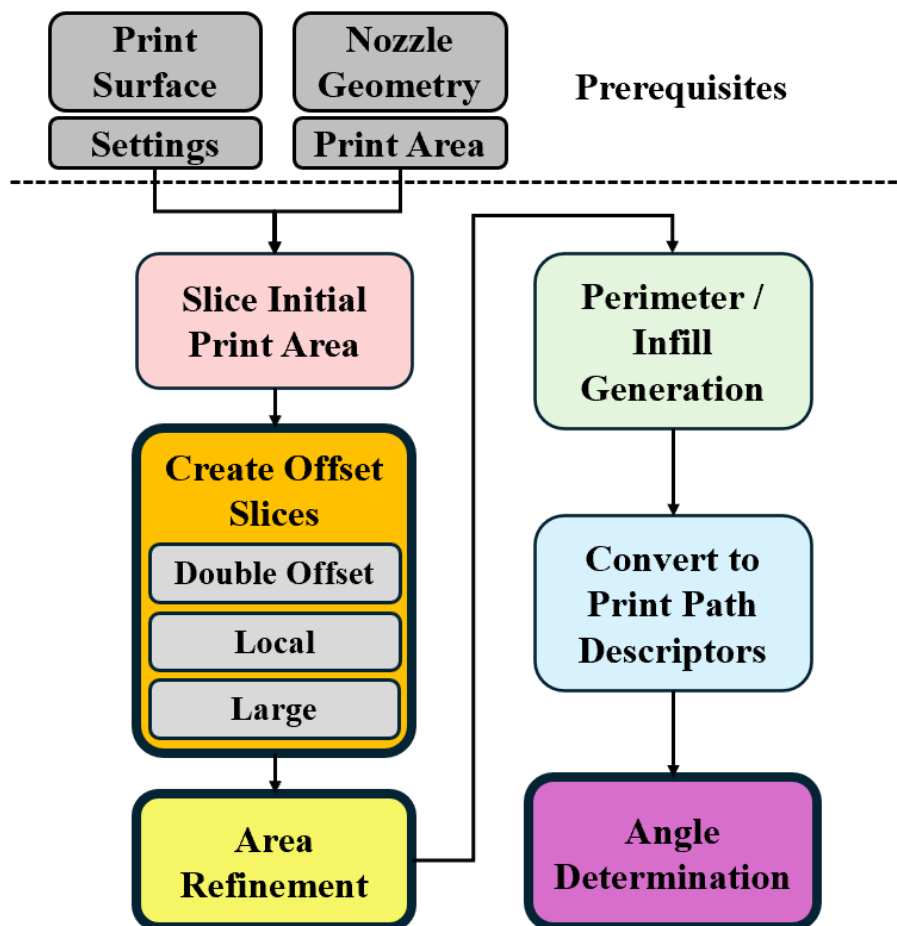 Print
Surface
Nozzle
Geometry
Prerequisites
Settings
Print Area
Slice Initial
Print Area
Create Offset
Slices
Double Offset
Local
Large
Area
Refinement
Perimeter /
Infill
Generation
Convert to
Print Path
Descriptors
Angle
Determination